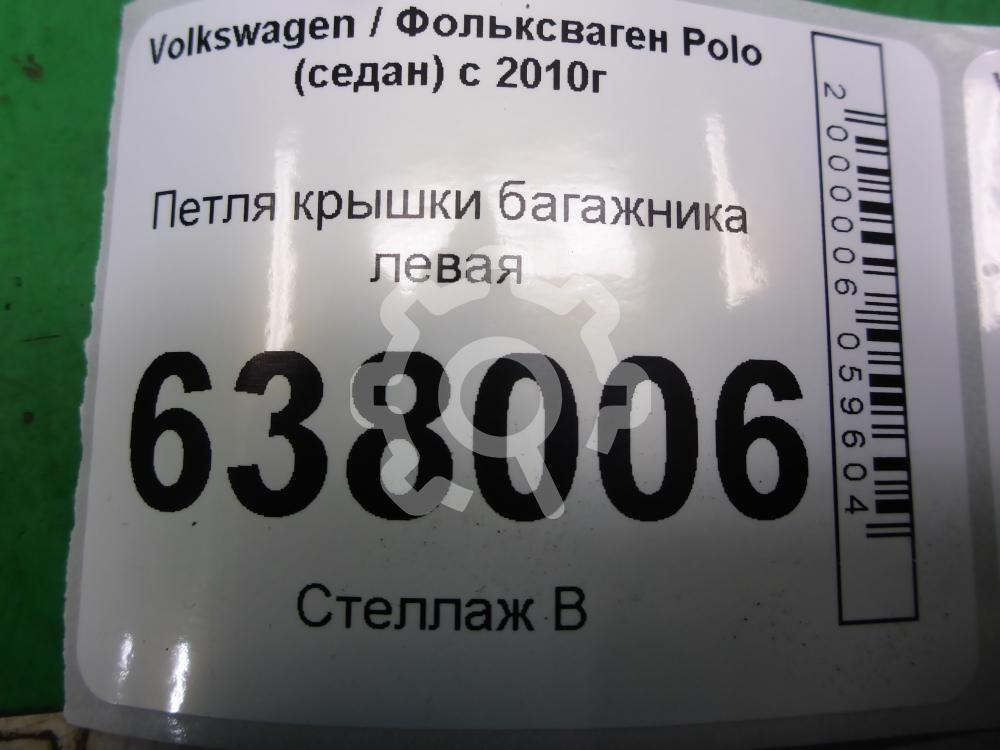 Volkswagen / Фольксваген Polo
(седан) с 2010г
Петля крышки багажника
левая
638006
Стеллаж В
2000006059604